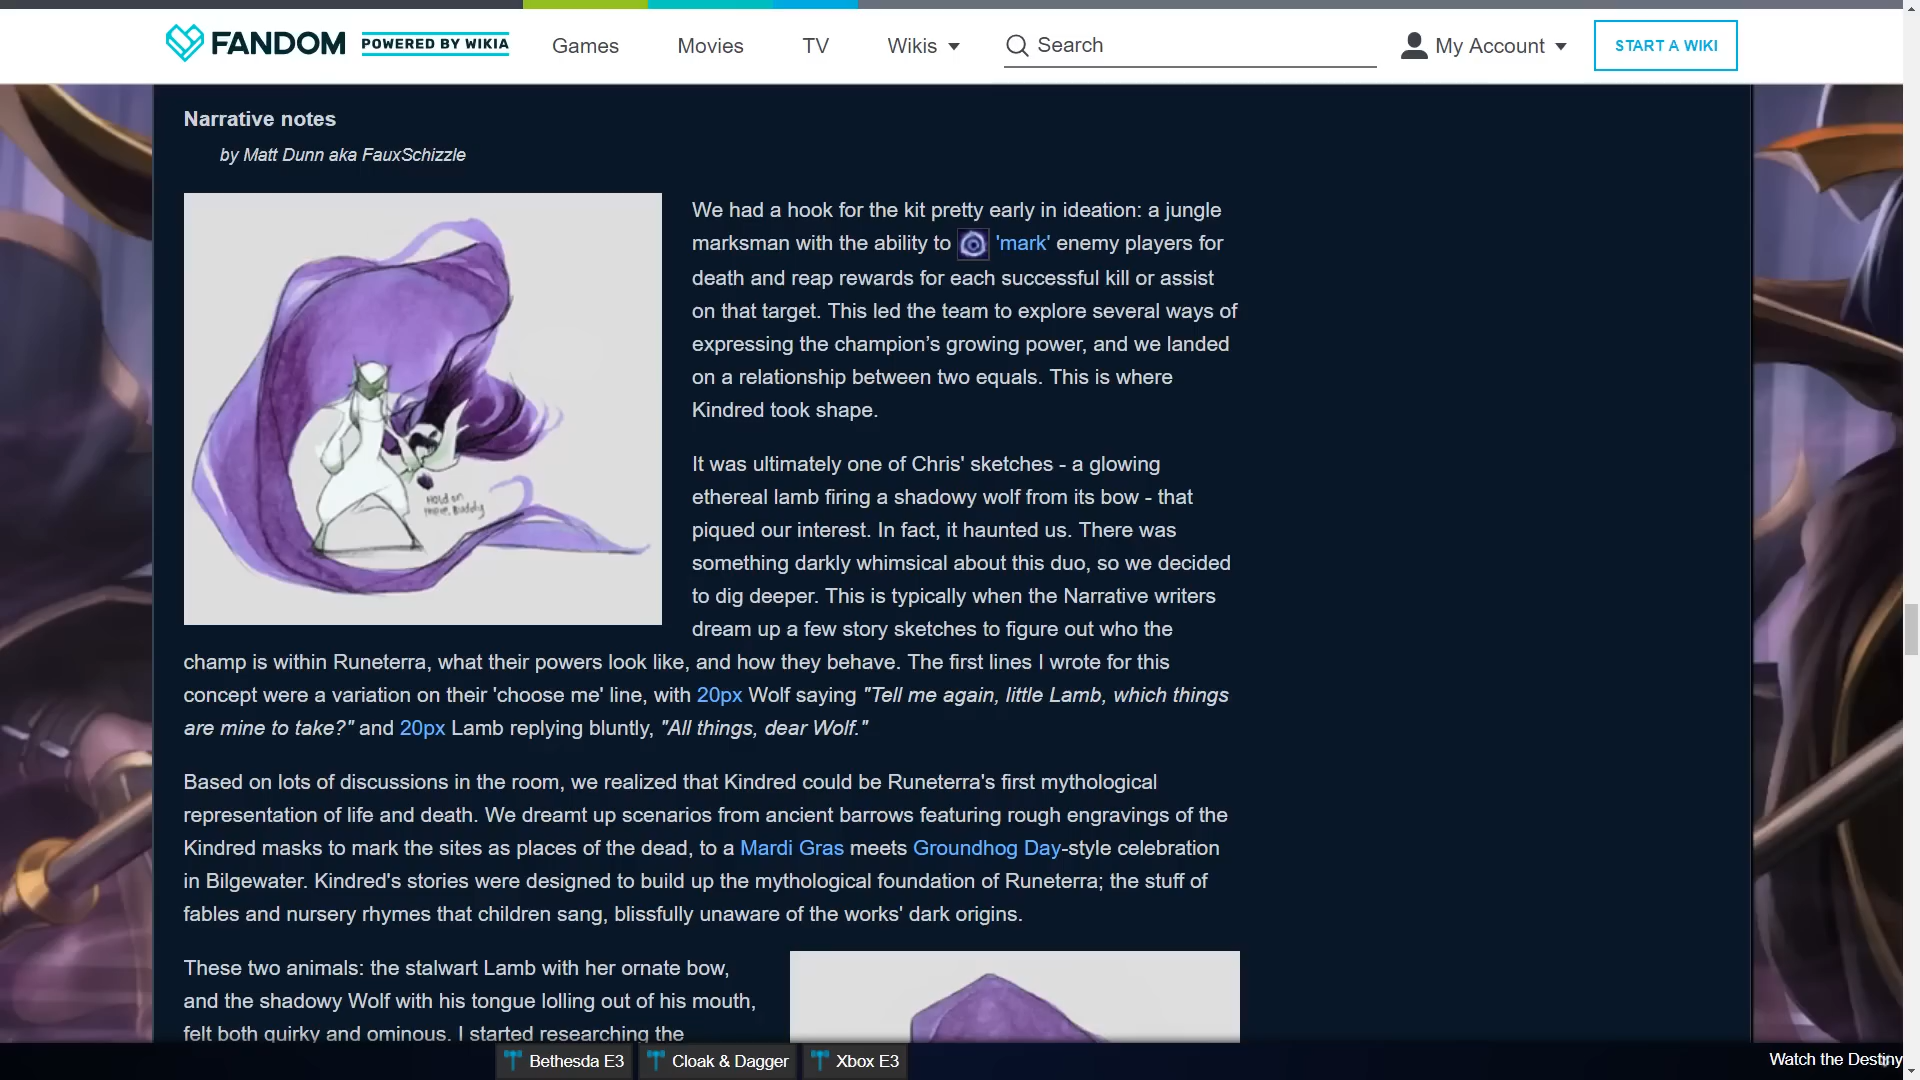 FANDOM
POWERED BY WIKIA
Games
Movies
TV
Wikis
Search
My Account
START A WIKI
Narrative notes
by Matt Dunn aka FauxSchizzle
We had a hook for the kit pretty early in ideation: a jungle
marksman with the ability to 'mark' enemy players for
death and reap rewards for each successful kill or assist
on that target. This led the team to explore several ways of
expressing the champion’s growing power, and we landed
on a relationship between two equals. This is where
Kindred took shape.
Hold on
there, Buddy
It was ultimately one of Chris' sketches - a glowing
ethereal lamb firing a shadowy wolf from its bow - that
piqued our interest. In fact, it haunted us. There was
something darkly whimsical about this duo, so we decided
to dig deeper. This is typically when the Narrative writers
dream up a few story sketches to figure out who the
champ is within Runeterra, what their powers look like, and how they behave. The first lines I wrote for this
concept were a variation on their 'choose me' line, with 20px Wolf saying "Tell me again, little Lamb, which things
are mine to take?" and 20px Lamb replying bluntly, "All things, dear Wolf."
Based on lots of discussions in the room, we realized that Kindred could be Runeterra's first mythological
representation of life and death. We dreamt up scenarios from ancient barrows featuring rough engravings of the
Kindred masks to mark the sites as places of the dead, to a Mardi Gras meets Groundhog Day-style celebration
in Bilgewater. Kindred's stories were designed to build up the mythological foundation of Runeterra; the stuff of
fables and nursery rhymes that children sang, blissfully unaware of the works' dark origins.
These two animals: the stalwart Lamb with her ornate bow,
and the shadowy Wolf with his tongue lolling out of his mouth,
felt both quirky and ominous. I started researching the
Bethesda E3
Cloak & Dagger
Xbox E3
Watch the Destiny